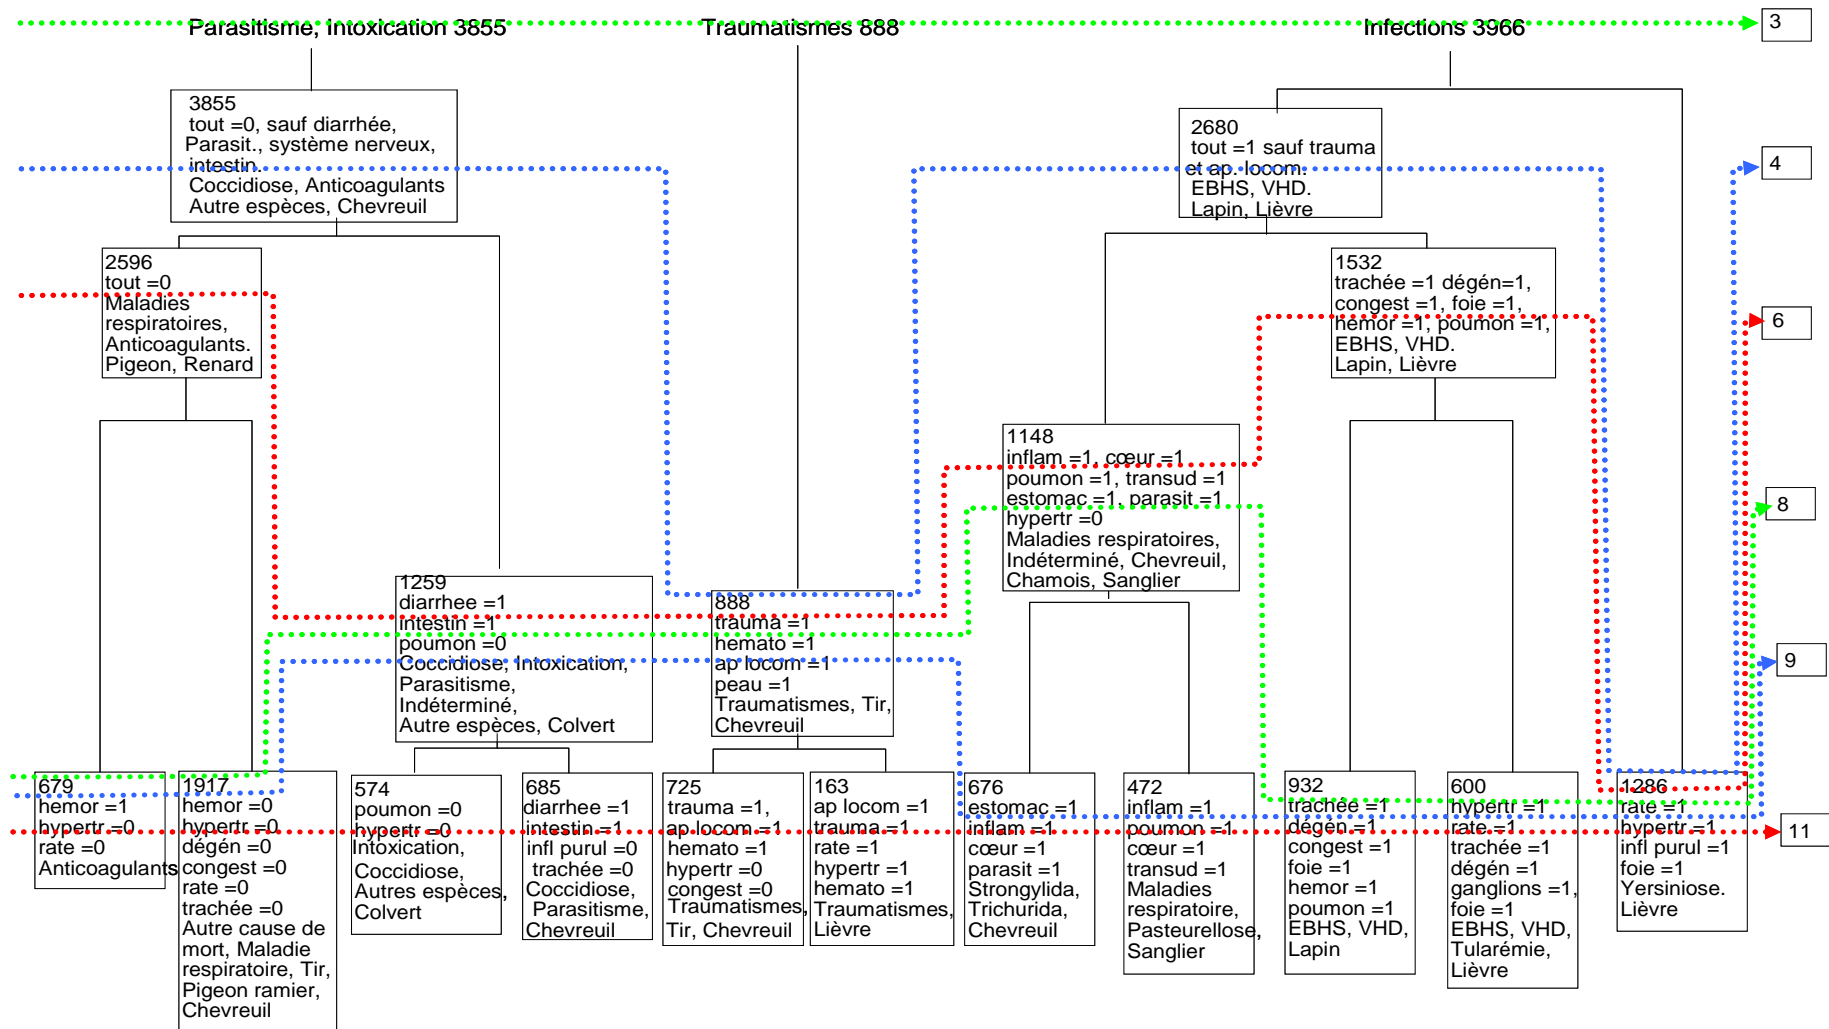 Parasitisme, Intoxication 3855
Traumatismes 888
Infections 3966
3
3855
tout =0, sauf diarrhée,
Parasit., système nerveux,
intestin.
Coccidiose, Anticoagulants
Autre espèces, Chevreuil
2680
tout =1 sauf trauma
et ap. locom.
EBHS, VHD.
Lapin, Lièvre
4
2596
tout =0
Maladies
respiratoires,
Anticoagulants.
Pigeon, Renard
1532
trachée =1 dégén=1,
congest =1, foie =1,
hemor =1, poumon =1,
EBHS, VHD.
Lapin, Lièvre
6
1148
inflam =1, cœur =1
poumon =1, transud =1
estomac =1, parasit =1
hypertr =0
Maladies respiratoires,
Indéterminé, Chevreuil,
Chamois, Sanglier
8
1259
diarrhee =1
intestin =1
poumon =0
Coccidiose, Intoxication,
Parasitisme,
Indéterminé,
Autre espèces, Colvert
888
trauma =1
hemato =1
ap locom =1
peau =1
Traumatismes, Tir,
Chevreuil
9
679
hemor =1
hypertr =0
rate =0
Anticoagulants
1917
hemor =0
hypertr =0
dégén =0
congest =0
rate =0
trachée =0
Autre cause de
mort, Maladie
respiratoire, Tir,
Pigeon ramier,
Chevreuil
574
poumon =0
hypertr =0
Intoxication,
Coccidiose,
Autres espèces,
Colvert
685
diarrhee =1
intestin =1
infl purul =0
trachée =0
Coccidiose,
Parasitisme,
Chevreuil
725
trauma =1,
ap locom =1
hemato =1
hypertr =0
congest =0
Traumatismes,
Tir, Chevreuil
163
ap locom =1
trauma =1
rate =1
hypertr =1
hemato =1
Traumatismes,
Lièvre
676
estomac =1
inflam =1
cœur =1
parasit =1
Strongylida,
Trichurida,
Chevreuil
472
inflam =1
poumon =1
cœur =1
transud =1
Maladies
respiratoire,
Pasteurellose,
Sanglier
932
trachée =1
dégén =1
congest =1
foie =1
hemor =1
poumon =1
EBHS, VHD,
Lapin
600
hypertr =1
rate =1
trachée =1
dégén =1
ganglions =1,
foie =1
EBHS, VHD,
Tularémie,
Lièvre
1286
rate =1
hypertr =1
infl purul =1
foie =1
Yersiniose.
Lièvre
11